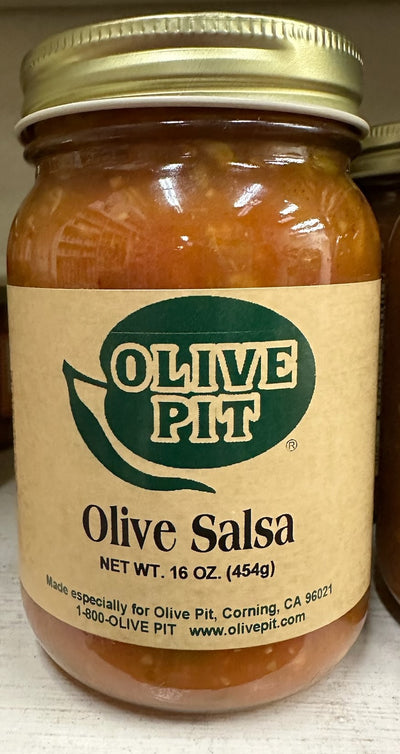 OLIVE
PIT
®
Olive Salsa
NET WT. 16 OZ. (454g)
Made especially for Olive Pit, Corning, CA 96021
1-800-OLIVE PIT www.olivepit.com